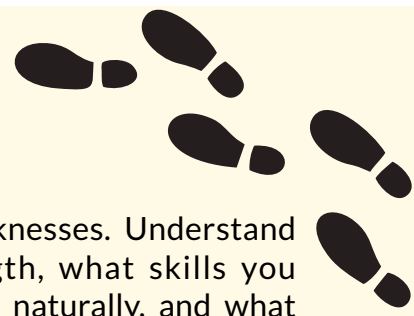 knesses. Understand
gth, what skills you
naturally, and what